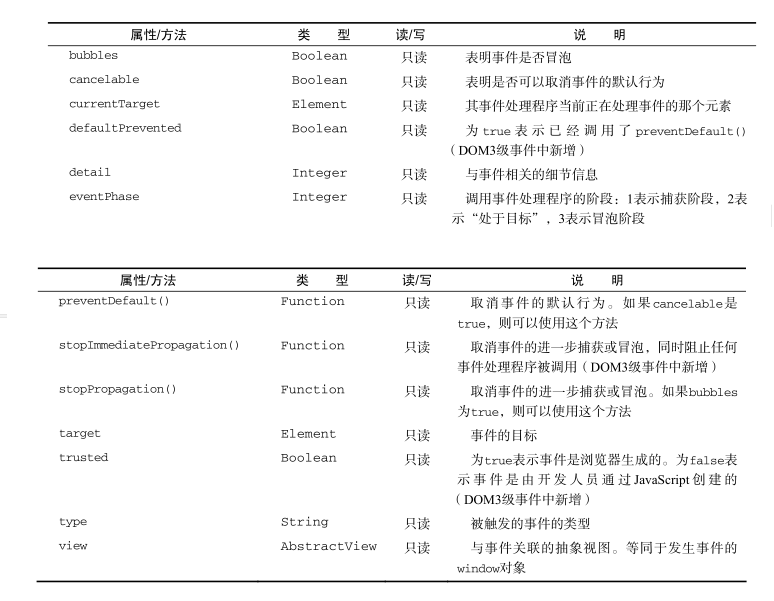 属性/方法 类 型 读/写 说 明
bubbles Boolean 只读 表明事件是否冒泡
cancelable Boolean 只读 表明是否可以取消事件的默认行为
currentTarget Element 只读 其事件处理程序当前正在处理事件的那个元素
defaultPrevented Boolean 只读 为true表示已经调用了preventDefault()
（DOM3级事件中新增）
detail Integer 只读 与事件相关的细节信息
eventPhase Integer 只读 调用事件处理程序的阶段：1表示捕获阶段，2表
示“处于目标”，3表示冒泡阶段
属性/方法 类 型 读/写 说 明
preventDefault() Function 只读 取消事件的默认行为。如果cancelable是
true，则可以使用这个方法
stopImmediatePropagation() Function 只读 取消事件的进一步捕获或冒泡，同时阻止任何
事件处理程序被调用（DOM3级事件中新增）
stopPropagation() Function 只读 取消事件的进一步捕获或冒泡。如果bubbles
为true，则可以使用这个方法
target Element 只读 事件的目标
trusted Boolean 只读 为true表示事件是浏览器生成的。为false表
示事件是由开发人员通过JavaScript创建的
（DOM3级事件中新增）
type String 只读 被触发的事件的类型
view AbstractView 只读 与事件关联的抽象视图。等同于发生事件的
window对象